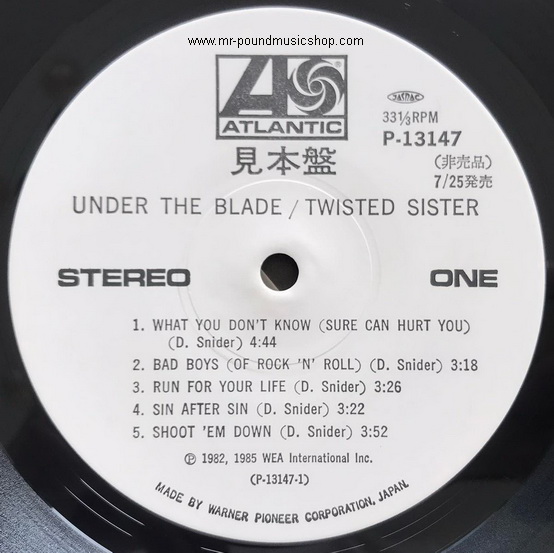 www.mr-poundmusicshop.com
ATLANTIC
®
JASRAC
33⅓RPM
P-13147
見本盤
(非売品)
7/25発売
UNDER THE BLADE / TWISTED SISTER
STEREO
ONE
1. WHAT YOU DON'T KNOW (SURE CAN HURT YOU)
(D. Snider) 4:44
2. BAD BOYS (OF ROCK 'N' ROLL) (D. Snider) 3:18
3. RUN FOR YOUR LIFE (D. Snider) 3:26
4. SIN AFTER SIN (D. Snider) 3:22
5. SHOOT 'EM DOWN (D. Snider) 3:52
℗ 1982, 1985 WEA International Inc.
(P-13147-1)
MADE BY WARNER PIONEER CORPORATION, JAPAN.